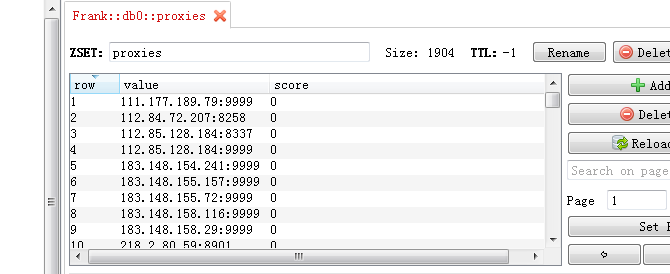 Frank::db0::proxies
ZSET: proxies Size: 1904 TTL: -1 Rename Delet
row value score
1 111.177.189.79:9999 0
2 112.84.72.207:8258 0
3 112.85.128.184:8337 0
4 112.85.128.184:9999 0
5 183.148.154.241:9999 0
6 183.148.155.157:9999 0
7 183.148.155.72:9999 0
8 183.148.158.116:9999 0
9 183.148.158.29:9999 0
10 218.2.80.59:8901 0
Add
Delet
Reload
Search on page
Page 1
Set